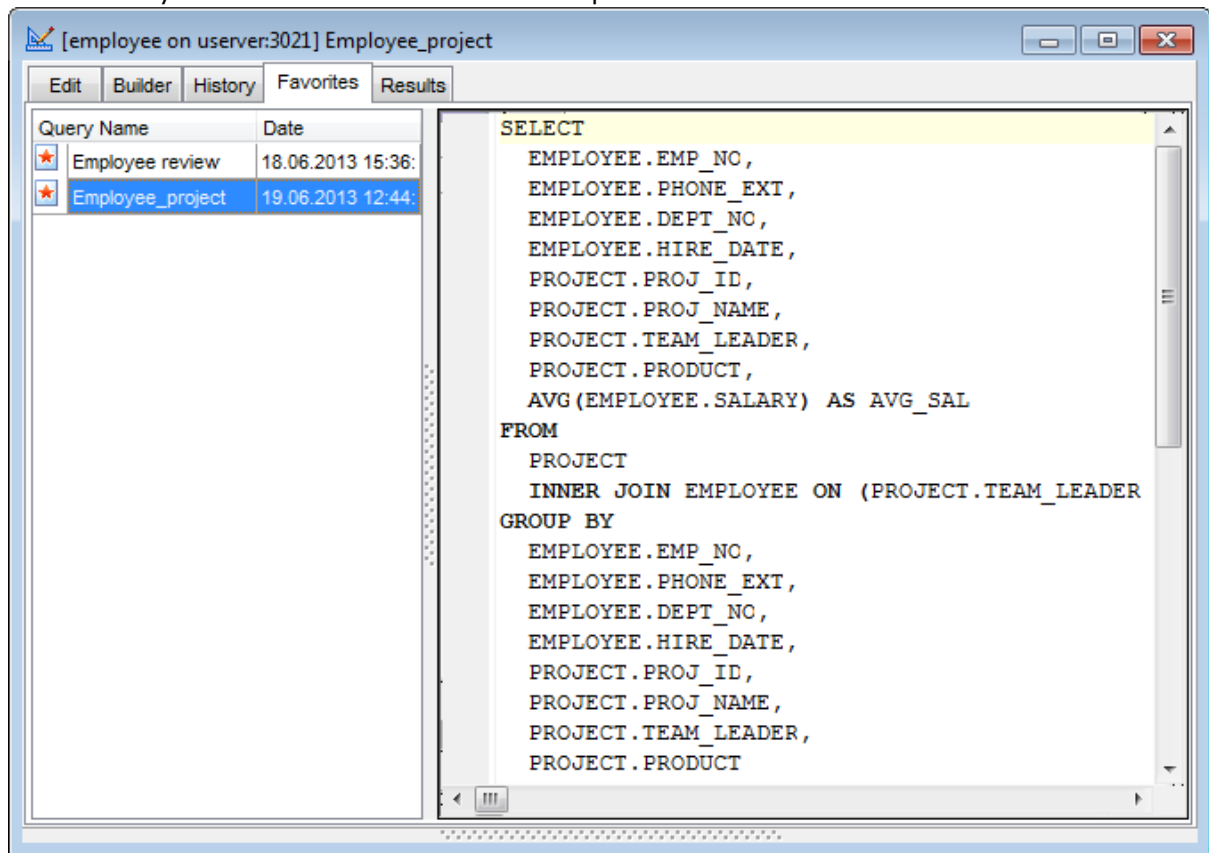 [employee on userver:3021] Employee_project
Edit Builder History Favorites Results
Query Name Date
Employee review 18.06.2013 15:36:
Employee_project 19.06.2013 12:44:
SELECT
EMPLOYEE.EMP_NO,
EMPLOYEE.PHONE_EXT,
EMPLOYEE.DEPT_NO,
EMPLOYEE.HIRE_DATE,
PROJECT.PROJ_ID,
PROJECT.PROJ_NAME,
PROJECT.TEAM_LEADER,
PROJECT.PRODUCT,
AVG(EMPLOYEE.SALARY) AS AVG_SAL
FROM
PROJECT
INNER JOIN EMPLOYEE ON (PROJECT.TEAM_LEADER
GROUP BY
EMPLOYEE.EMP_NO,
EMPLOYEE.PHONE_EXT,
EMPLOYEE.DEPT_NO,
EMPLOYEE.HIRE_DATE,
PROJECT.PROJ_ID,
PROJECT.PROJ_NAME,
PROJECT.TEAM_LEADER,
PROJECT.PRODUCT